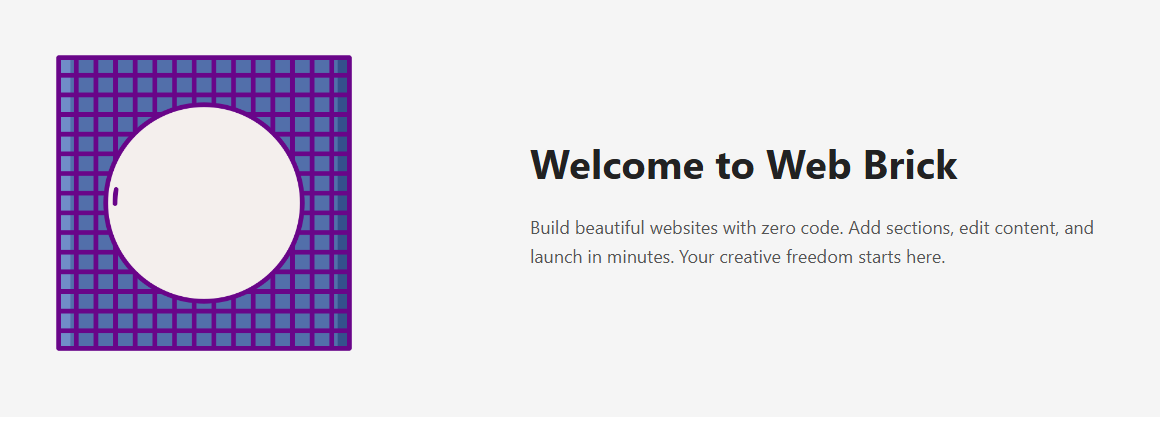 Welcome to Web Brick
Build beautiful websites with zero code. Add sections, edit content, and
launch in minutes. Your creative freedom starts here.